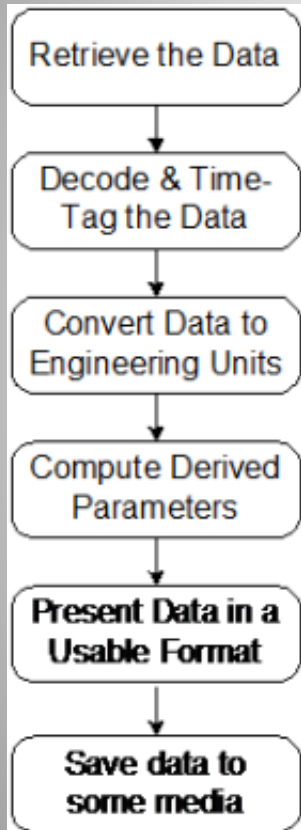 Retrieve the Data
Decode & Time-
Tag the Data
Convert Data to
Engineering Units
Compute Derived
Parameters
Present Data in a
Usable Format
Save data to
some media